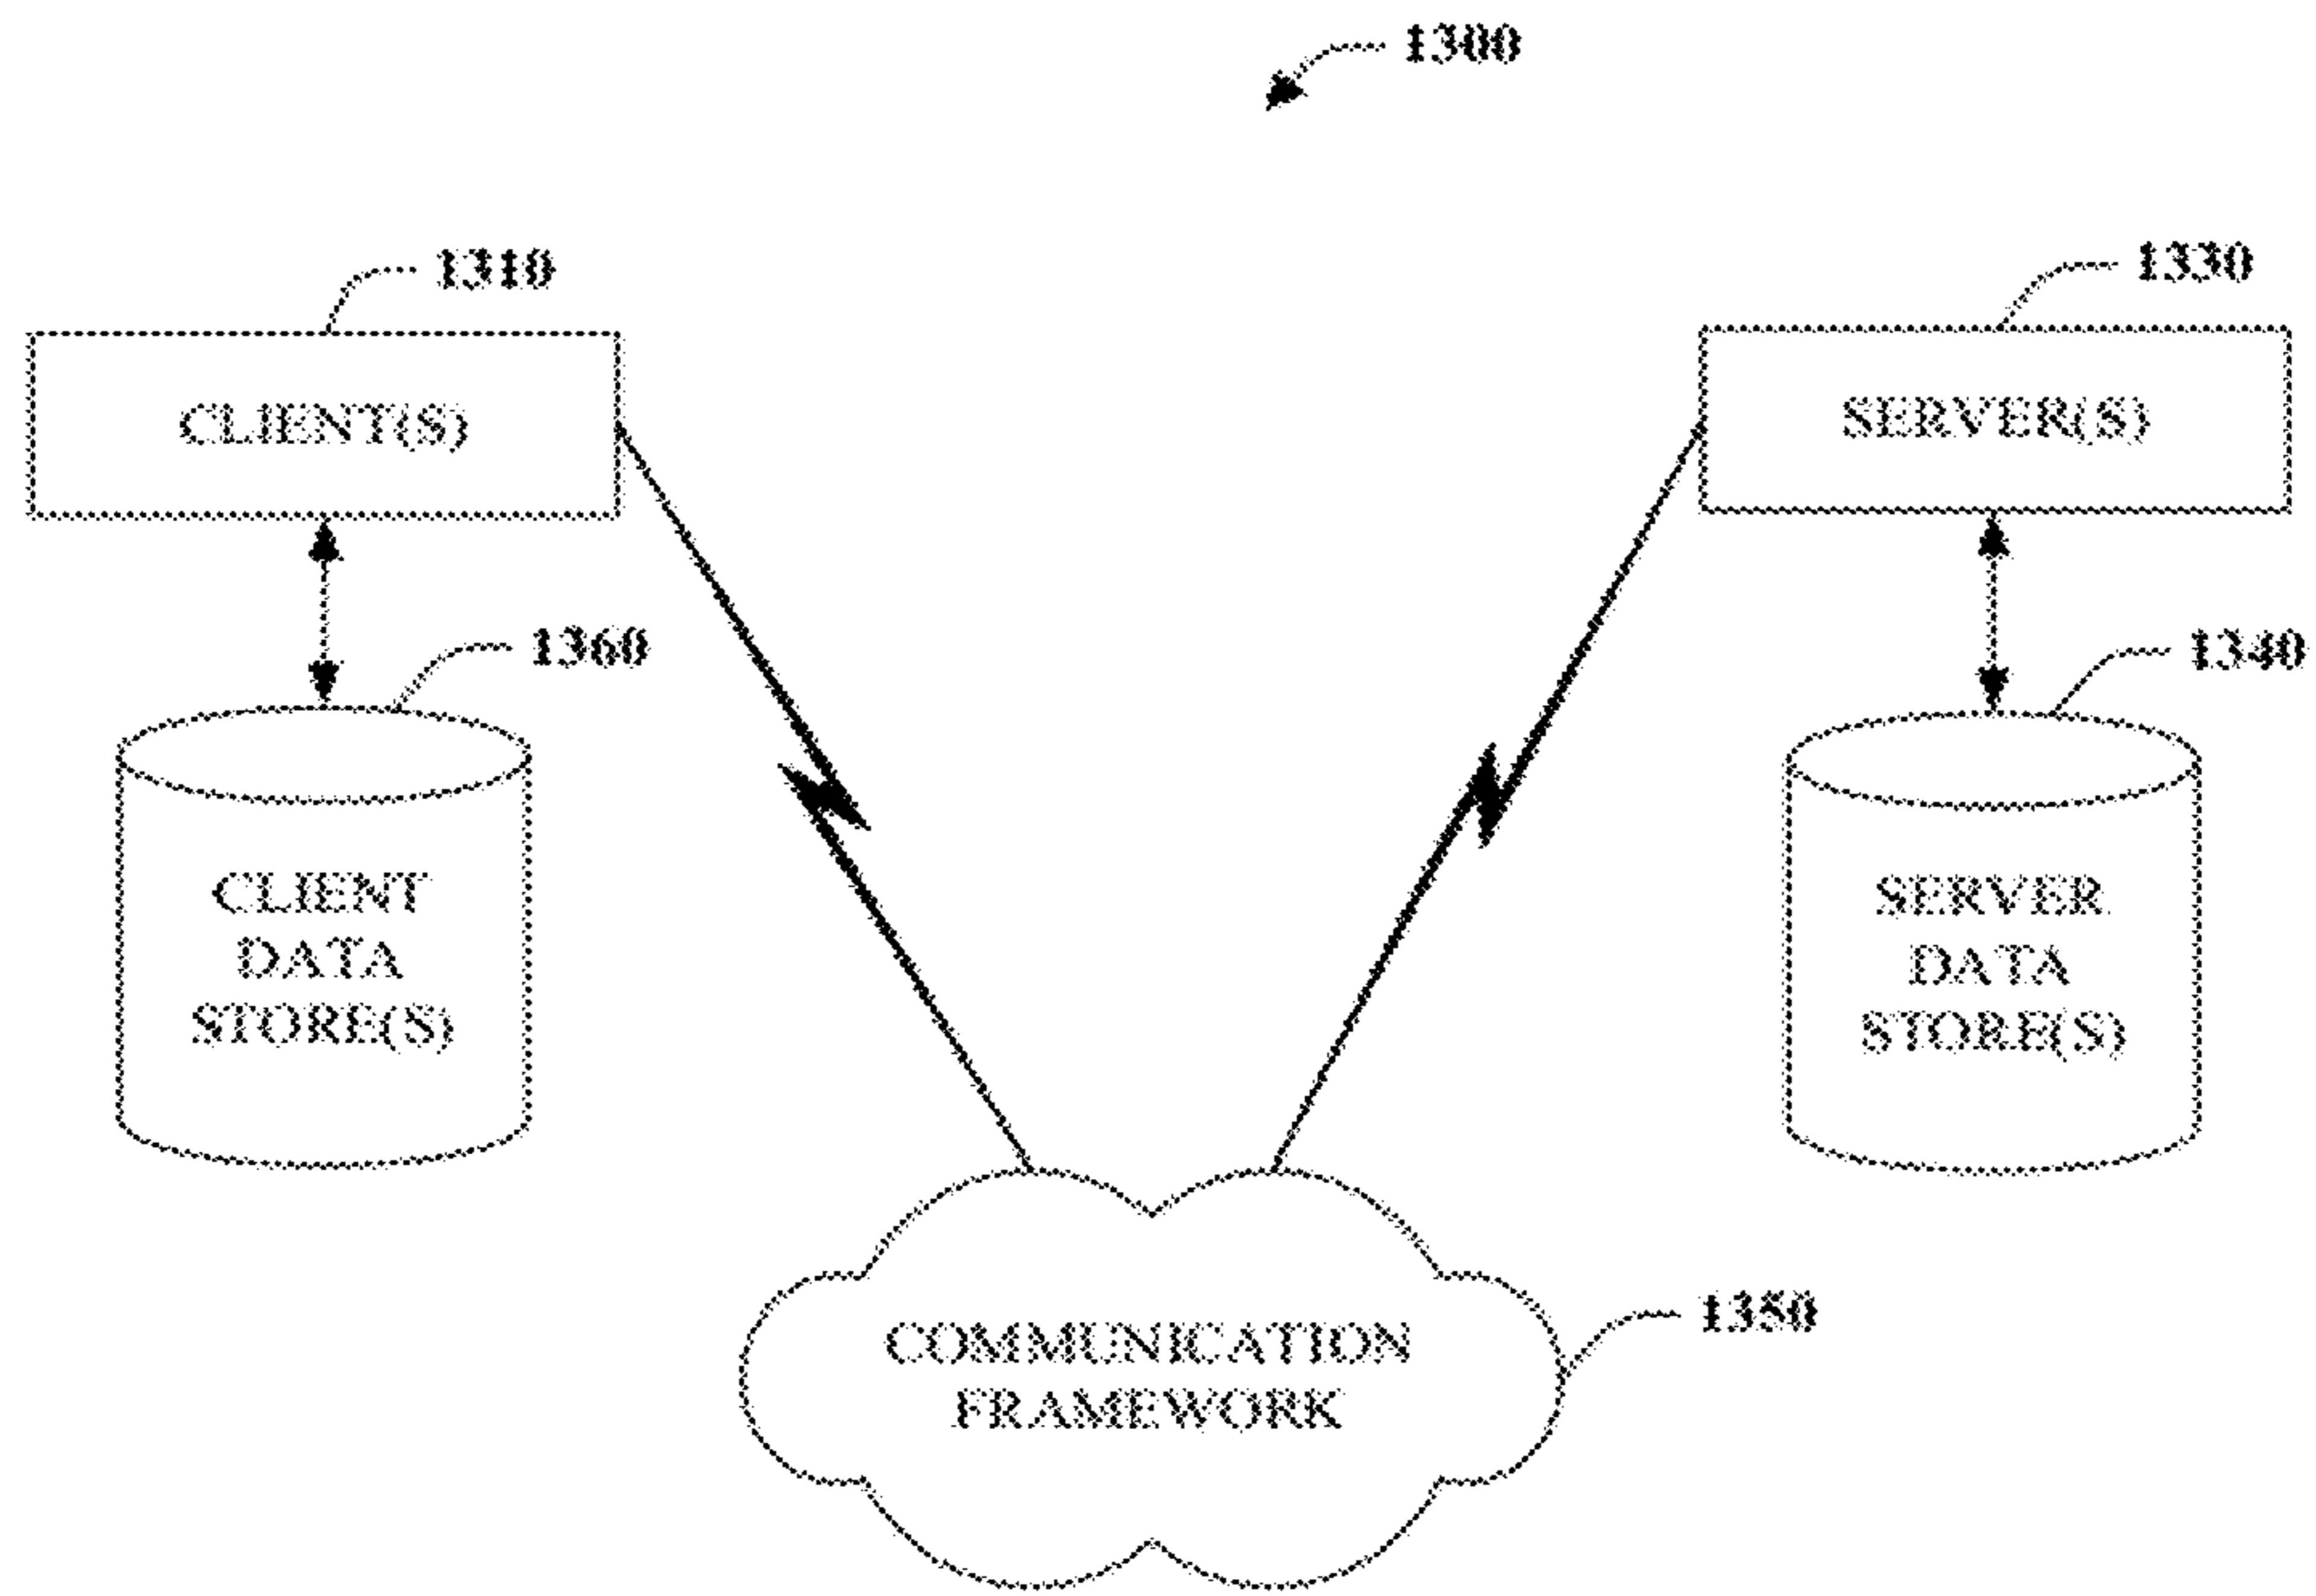 1300
1310
1330
CLIENT(S)
SERVER(S)
1360
1340
CLIENT
DATA
STORE(S)
SERVER
DATA
STORE(S)
1350
COMMUNICATION
FRAMEWORK